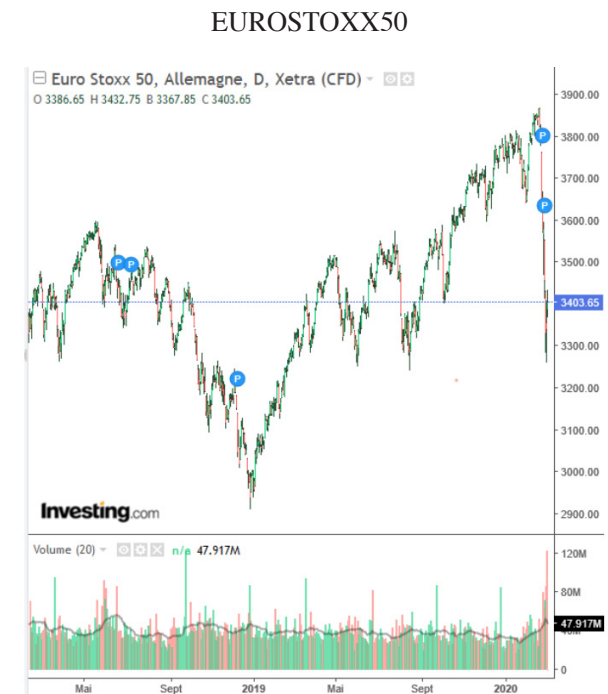 EUROSTOXX50
Euro Stoxx 50, Allemagne, D, Xetra (CFD)
O 3386.65 H 3432.75 B 3367.85 C 3403.65
3900.00
3800.00
P
3700.00
P
3600.00
3500.00
P P
3403.65
3300.00
3200.00
P
3100.00
3000.00
Investing.com
2900.00
Volume (20) n/a 47.917M
120M
80M
47.917M
0
Mai Sept 2019 Mai Sept 2020